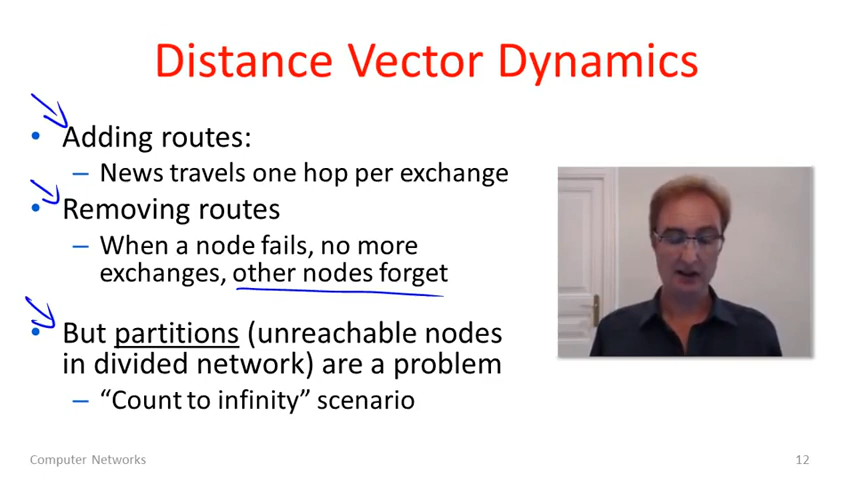 Distance Vector Dynamics
• Adding routes:
– News travels one hop per exchange
• Removing routes
– When a node fails, no more
exchanges, other nodes forget
• But partitions (unreachable nodes
in divided network) are a problem
– “Count to infinity” scenario
Computer Networks
12